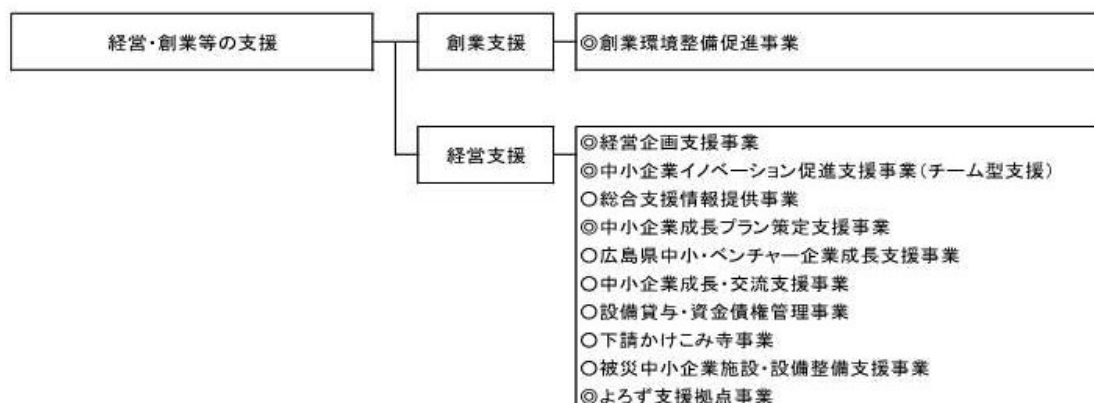 経営・創業等の支援
創業支援
◎創業環境整備促進事業
経営支援
◎経営企画支援事業
◎中小企業イノベーション促進支援事業(チーム型支援)
○総合支援情報提供事業
◎中小企業成長プラン策定支援事業
○広島県中小・ベンチャー企業成長支援事業
○中小企業成長・交流支援事業
○設備貸与・資金債権管理事業
○下請かけこみ寺事業
○被災中小企業施設・設備整備支援事業
◎よろず支援拠点事業